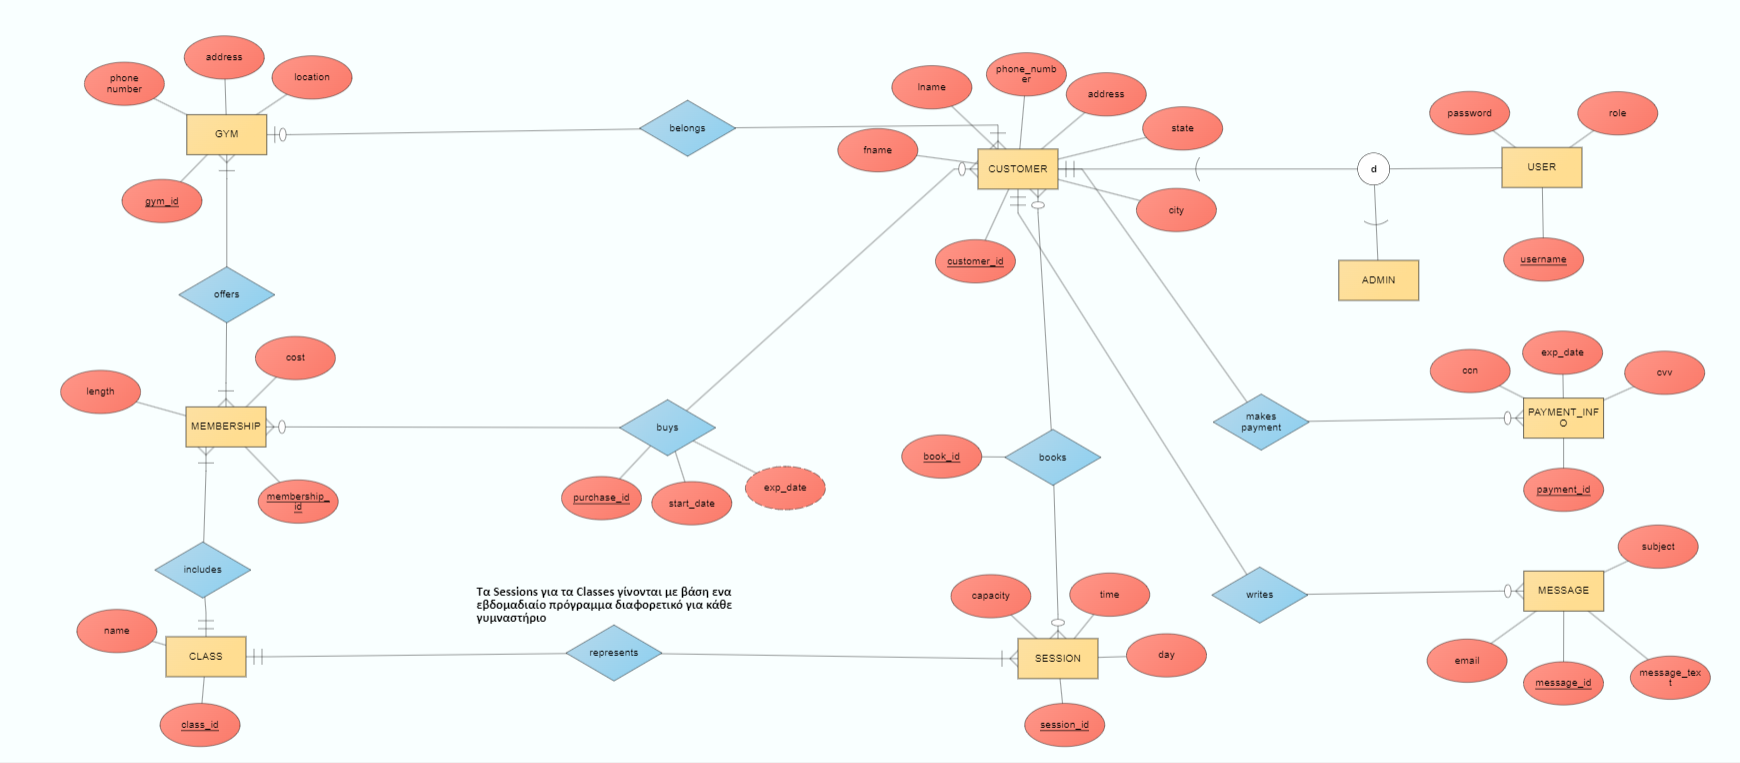 address
location
phone
number
GYM
gym_id
belongs
lname
phone_numb
er
address
state
fname
CUSTOMER
city
customer_id
d
password
role
USER
username
ADMIN
offers
cost
length
MEMBERSHIP
membership_
id
buys
purchase_id
start_date
exp_date
book_id
books
makes
payment
ccn
exp_date
cvv
PAYMENT_INF
O
payment_id
includes
name
CLASS
class_id
Τα Sessions για τα Classes γίνονται με βάση ενα
εβδομαδιαίο πρόγραμμα διαφορετικό για κάθε
γυμναστήριο
represents
capacity
time
day
SESSION
session_id
writes
subject
MESSAGE
email
message_id
message_tex
t